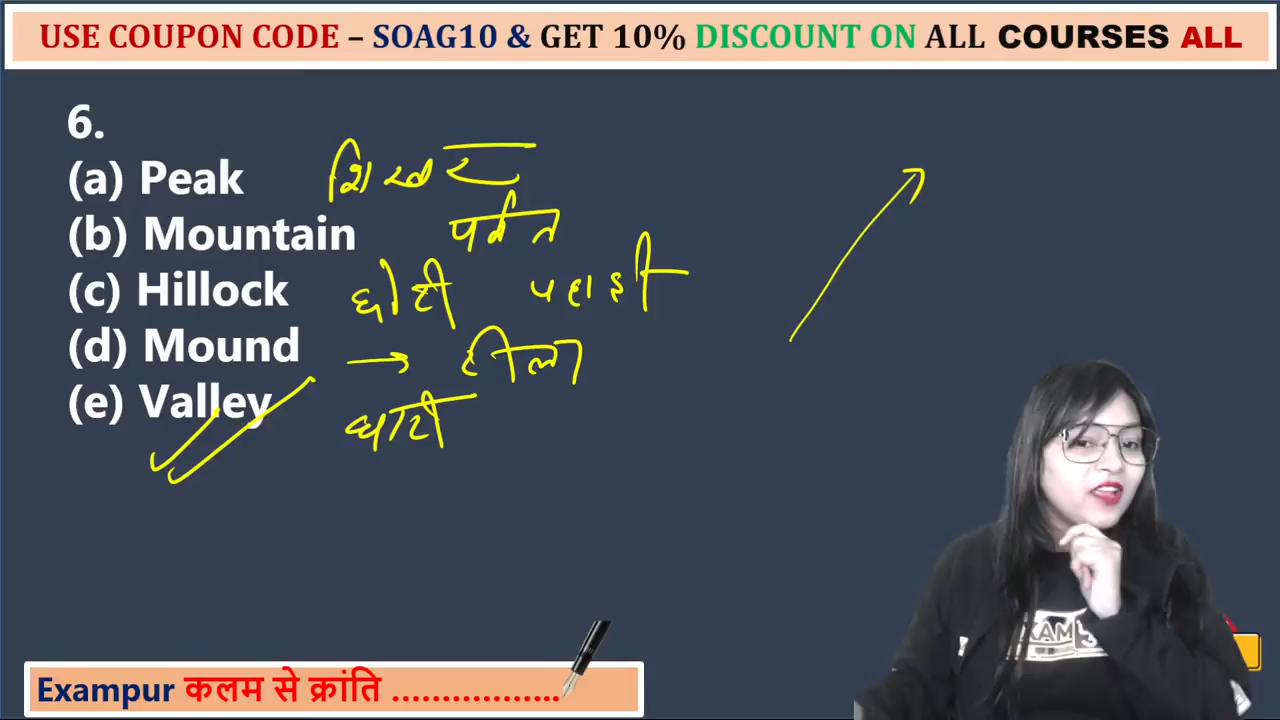 USE COUPON CODE – SOAG10 & GET 10% DISCOUNT ON ALL COURSES ALL
6.
(a) Peak शिखर
(b) Mountain पर्वत
(c) Hillock छोटी पहाड़ी
(d) Mound → टीला
(e) Valley घाटी
EXAM
Exampur कलम से क्रांति .................